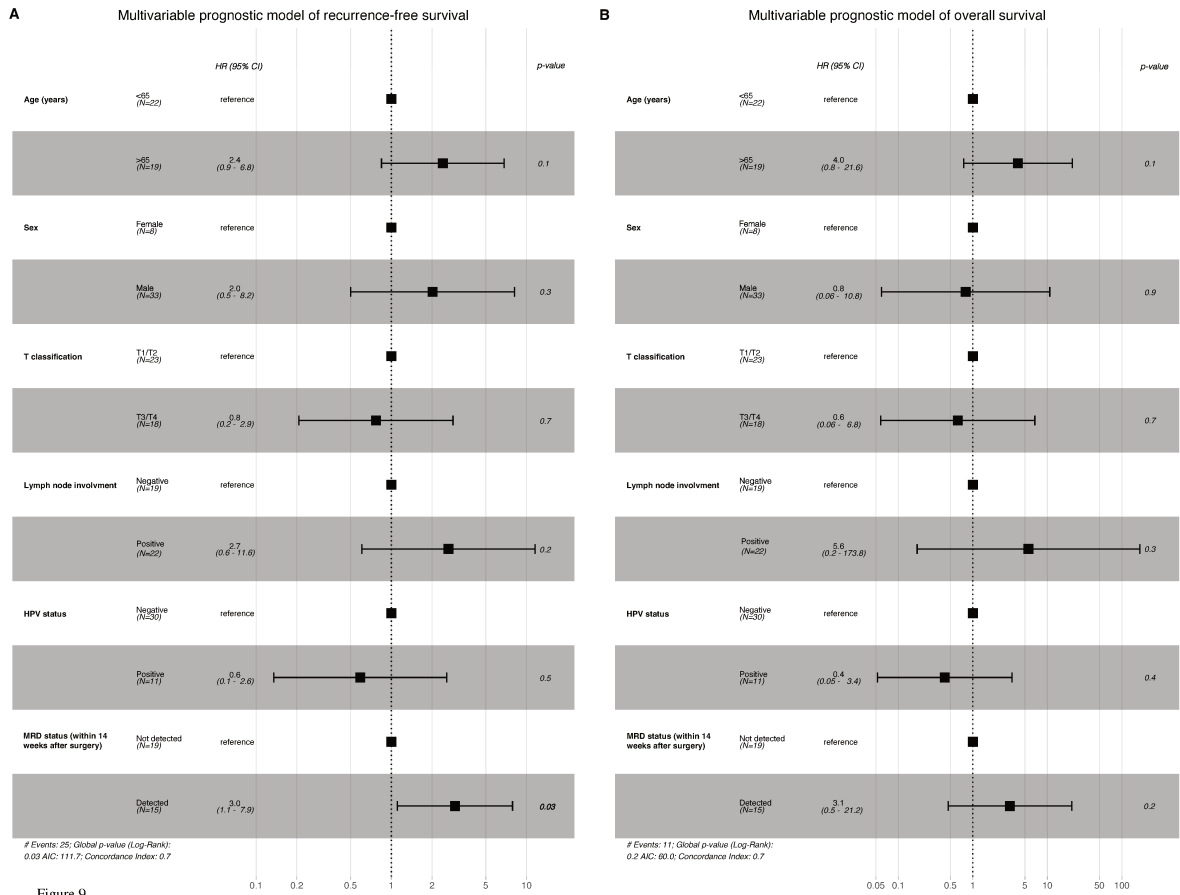 A
Multivariable prognostic model of recurrence-free survival
HR (95% CI)
p-value
Age (years)
<65
(N=22)
reference
>65
(N=19)
2.4
(0.9 - 6.8)
0.1
Sex
Female
(N=8)
reference
Male
(N=33)
2.0
(0.5 - 8.2)
0.3
T classification
T1/T2
(N=23)
reference
T3/T4
(N=18)
0.8
(0.2 - 2.9)
0.7
Lymph node involvment
Negative
(N=19)
reference
Positive
(N=22)
2.7
(0.6 - 11.6)
0.2
HPV status
Negative
(N=30)
reference
Positive
(N=11)
0.6
(0.1 - 2.6)
0.5
MRD status (within 14
weeks after surgery)
Not detected
(N=19)
reference
Detected
(N=15)
3.0
(1.1 - 7.9)
0.03
# Events: 25; Global p-value (Log-Rank):
0.03 AIC: 111.7; Concordance Index: 0.7
0.1 0.2 0.5 1 2 5 10
B
Multivariable prognostic model of overall survival
HR (95% CI)
p-value
Age (years)
<65
(N=22)
reference
>65
(N=19)
4.0
(0.8 - 21.6)
0.1
Sex
Female
(N=8)
reference
Male
(N=33)
0.8
(0.06 - 10.8)
0.9
T classification
T1/T2
(N=23)
reference
T3/T4
(N=18)
0.6
(0.06 - 6.8)
0.7
Lymph node involvment
Negative
(N=19)
reference
Positive
(N=22)
5.6
(0.2 - 173.8)
0.3
HPV status
Negative
(N=30)
reference
Positive
(N=11)
0.4
(0.05 - 3.4)
0.4
MRD status (within 14
weeks after surgery)
Not detected
(N=19)
reference
Detected
(N=15)
3.1
(0.5 - 21.2)
0.2
# Events: 11; Global p-value (Log-Rank):
0.2 AIC: 60.0; Concordance Index: 0.7
0.05 0.1 0.5 1 5 10 50 100
Figure 9